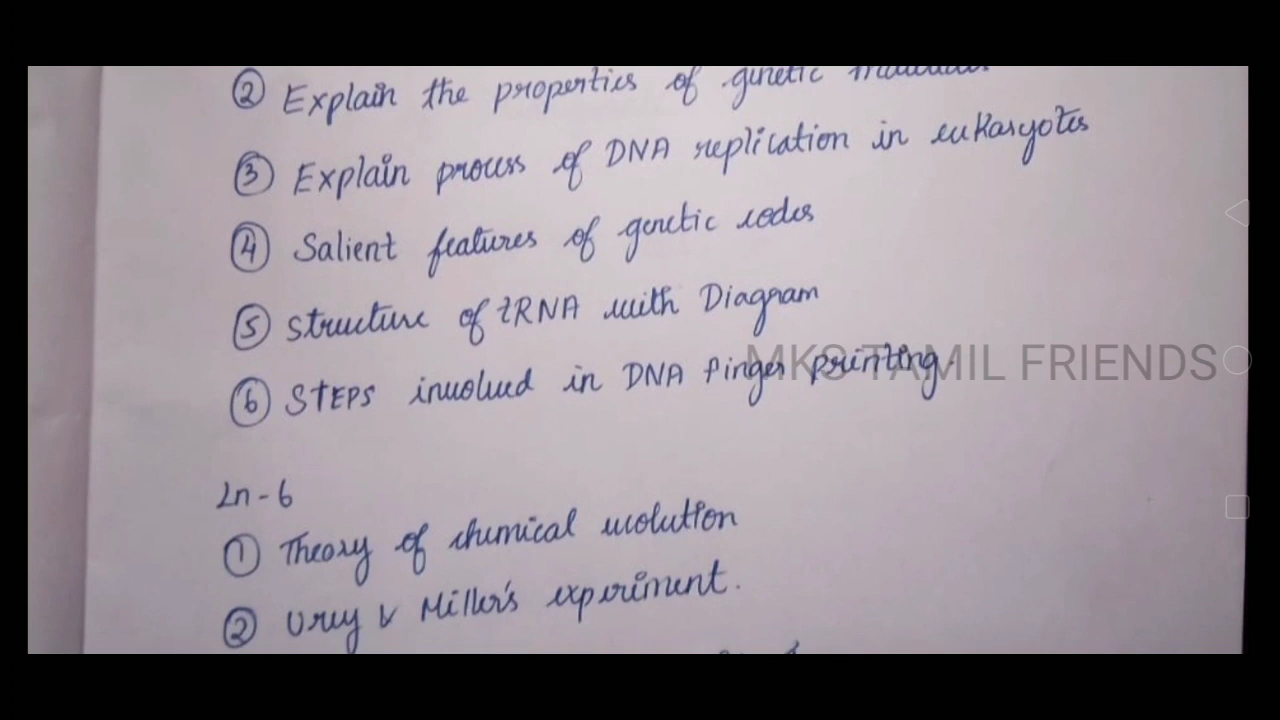 ② Explain the properties of genetic
③ Explain process of DNA replication in eukaryotes
④ Salient features of genetic codes
⑤ structure of tRNA with Diagram
⑥ STEPS involved in DNA finger printing.
MKS TAMIL FRIENDS
Ln - 6
① Theory of chemical evolution
② Urey & Miller's experiment.